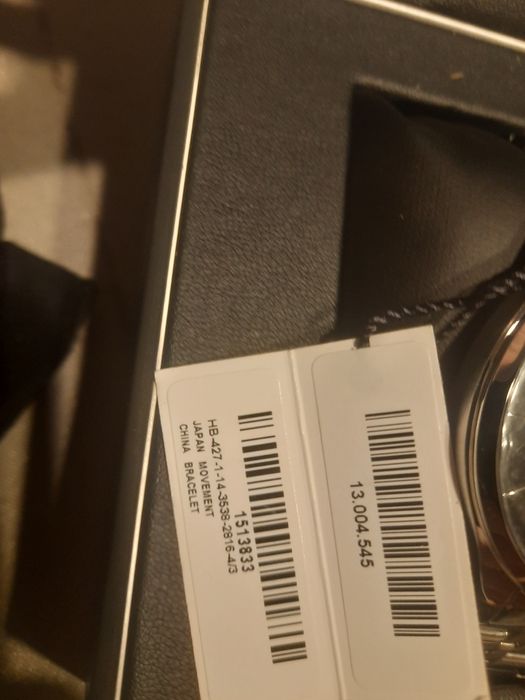 13.004.545
1513833
HB-427-1-14-3538-2816-4/3
JAPAN MOVEMENT
CHINA BRACELET